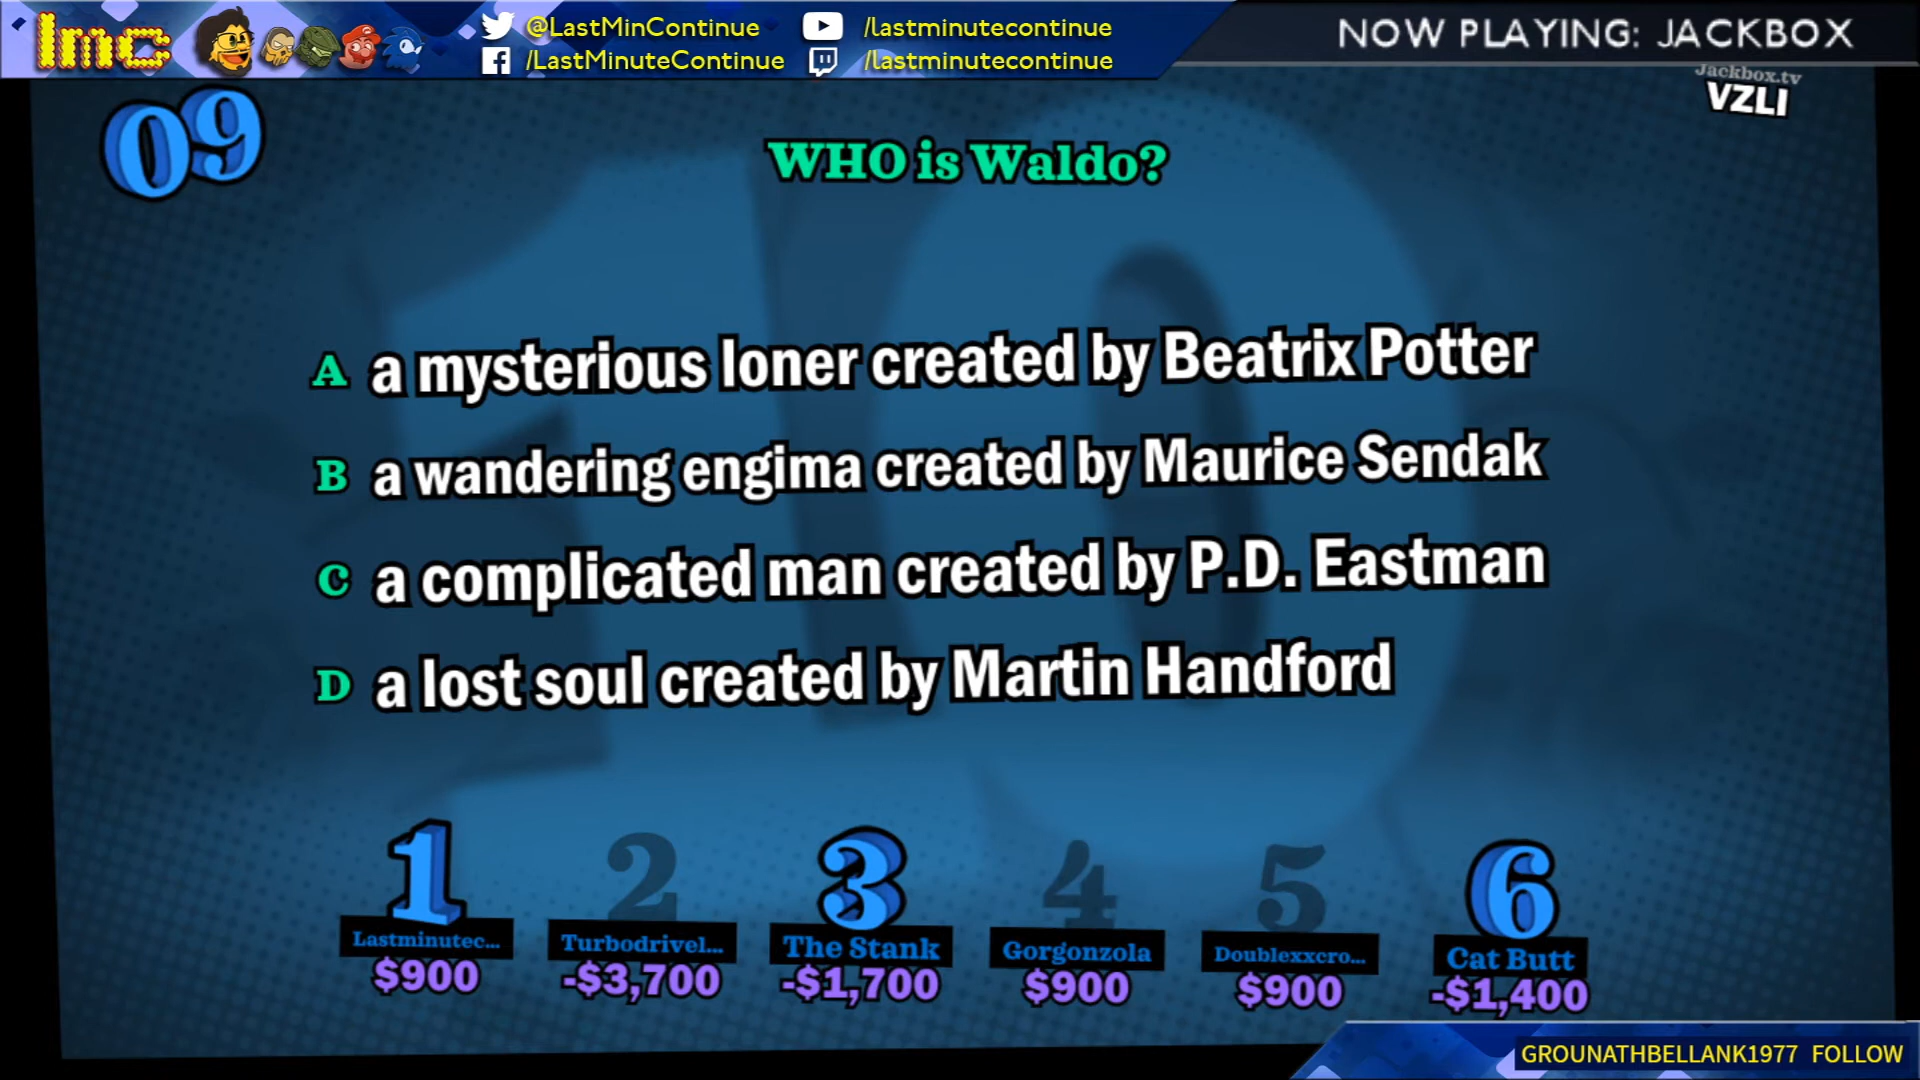 lmc
@LastMinContinue
/LastMinuteContinue
/lastminutecontinue
/lastminutecontinue
NOW PLAYING: JACKBOX
Jackbox.tv
VZLI
09
WHO is Waldo?
A a mysterious loner created by Beatrix Potter
B a wandering engima created by Maurice Sendak
C a complicated man created by P.D. Eastman
D a lost soul created by Martin Handford
10
1 2 3 4 5 6
Lastminutec... Turbodrivel... The Stank Gorgonzola Doublexxcro... Cat Butt
$900 -$3,700 -$1,700 $900 $900 -$1,400
GROUNATHBELLANK1977 FOLLOW